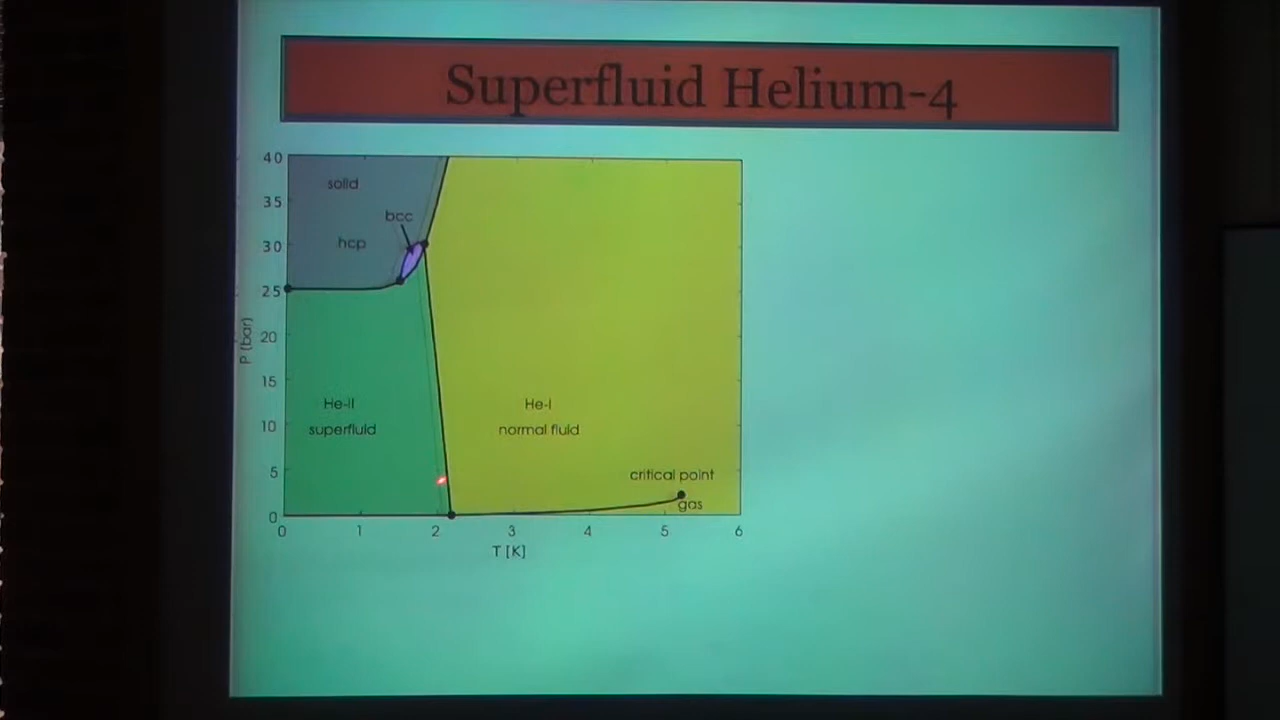 Superfluid Helium-4
40
solid
35
bcc
30
hcp
25
P (bar)
20
15
He-II
He-I
10
superfluid
normal fluid
5
critical point
gas
0
0 1 2 3 4 5 6
T [K]